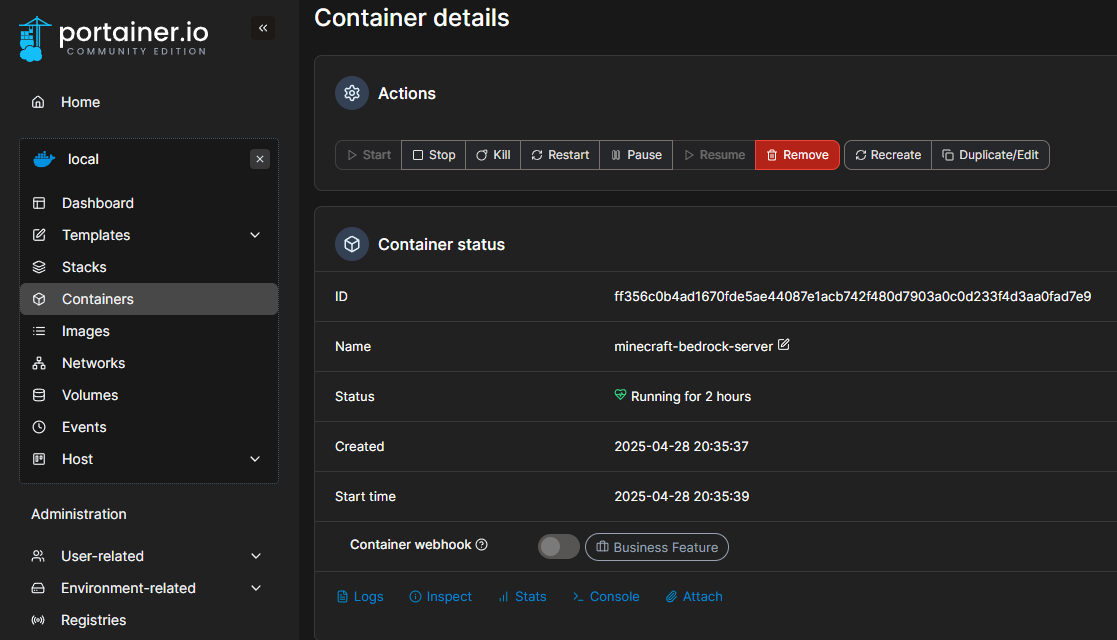 portainer.io
COMMUNITY EDITION
Home
local
Dashboard
Templates
Stacks
Containers
Images
Networks
Volumes
Events
Host
Administration
User-related
Environment-related
Registries
Container details
Actions
Start Stop Kill Restart Pause Resume Remove Recreate Duplicate/Edit
Container status
ID ff356c0b4ad1670fde5ae44087e1acb742f480d7903a0c0d233f4d3aa0fad7e9
Name minecraft-bedrock-server
Status Running for 2 hours
Created 2025-04-28 20:35:37
Start time 2025-04-28 20:35:39
Container webhook Business Feature
Logs Inspect Stats Console Attach